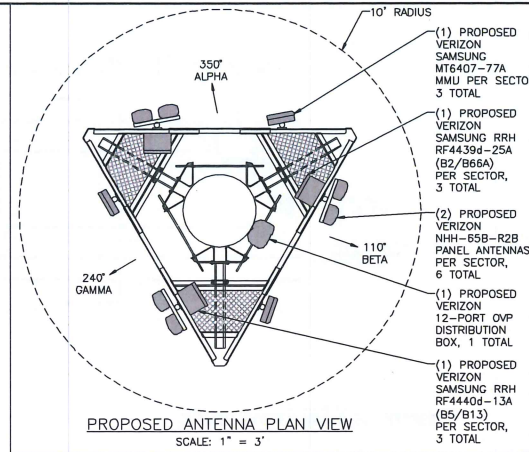 10' RADIUS
(1) PROPOSED
VERIZON
SAMSUNG
MT6407-77A
MMU PER SECTO
3 TOTAL
350°
ALPHA
(1) PROPOSED
VERIZON
SAMSUNG RRH
RF4439d-25A
(B2/B66A)
PER SECTOR,
3 TOTAL
(2) PROPOSED
VERIZON
NHH-65B-R2B
PANEL ANTENNAS
PER SECTOR,
6 TOTAL
110°
BETA
240°
GAMMA
(1) PROPOSED
VERIZON
12-PORT OVP
DISTRIBUTION
BOX, 1 TOTAL
(1) PROPOSED
VERIZON
SAMSUNG RRH
RF4440d-13A
(B5/B13)
PER SECTOR,
3 TOTAL
PROPOSED ANTENNA PLAN VIEW
SCALE: 1" = 3'